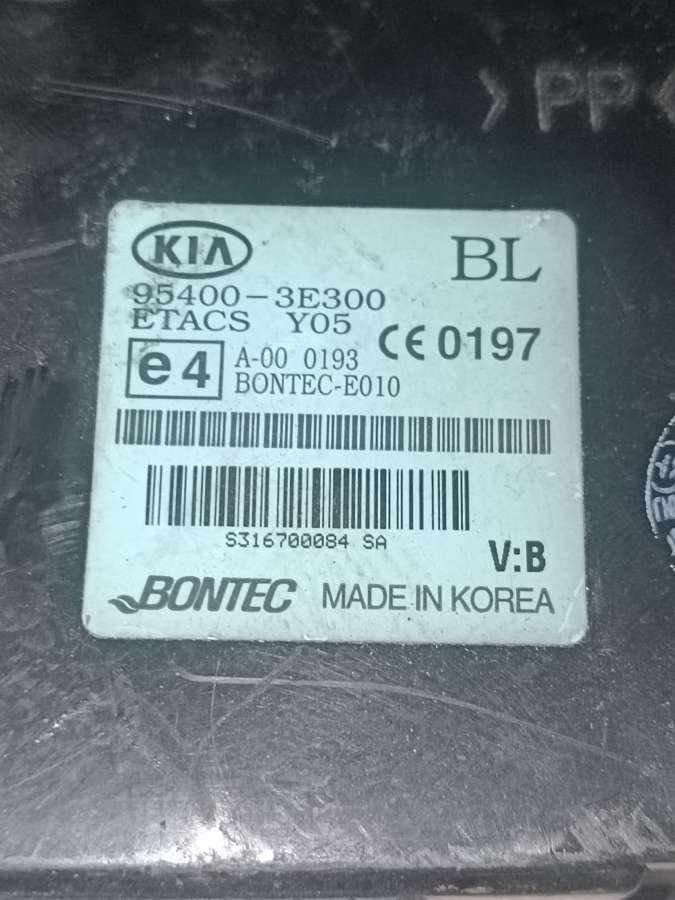 >PP<
KIA
BL
95400-3E300
ETACS Y05
CE 0197
e4
A-00 0193
BONTEC-E010
S316700084 SA
V:B
BONTEC MADE IN KOREA